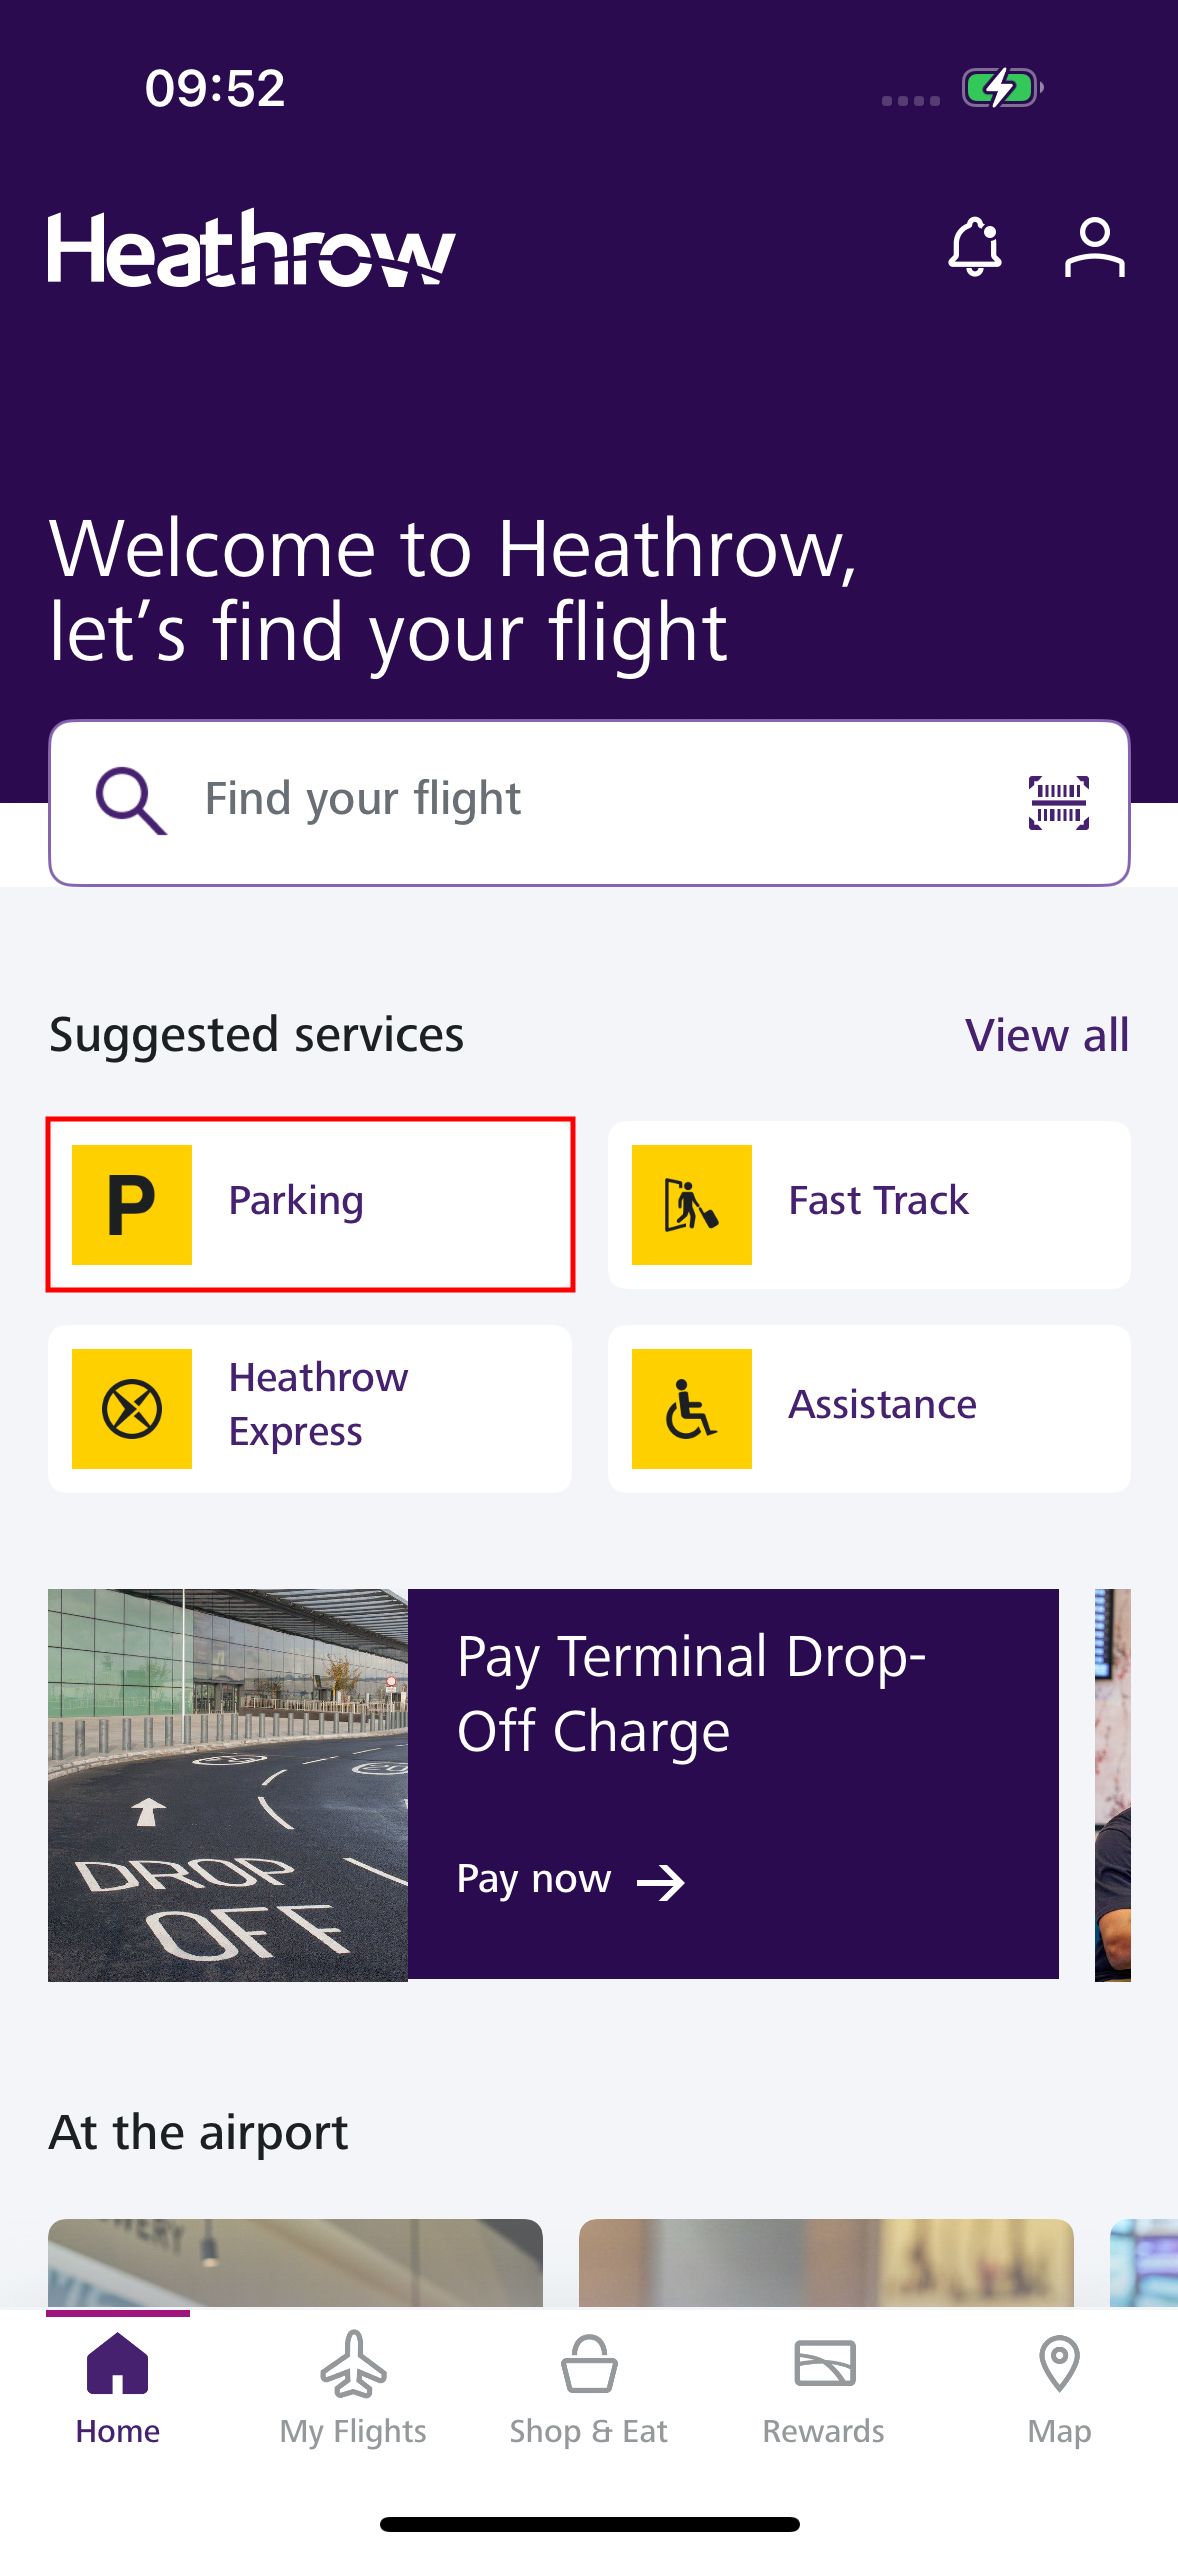 09:52
Heathrow
Welcome to Heathrow,
let's find your flight
Find your flight
Suggested services
View all
P
Parking
Fast Track
Heathrow
Express
Assistance
DROP
OFF
Pay Terminal Drop-
Off Charge
Pay now
At the airport
Home
My Flights
Shop & Eat
Rewards
Map